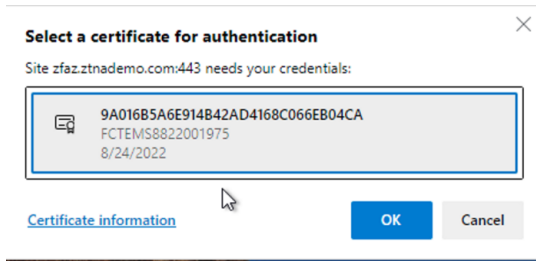 Select a certificate for authentication
Site zfaz.ztnademo.com:443 needs your credentials:
9A016B5A6E914B42AD4168C066EB04CA
FCTEMS8822001975
8/24/2022
Certificate information
OK
Cancel